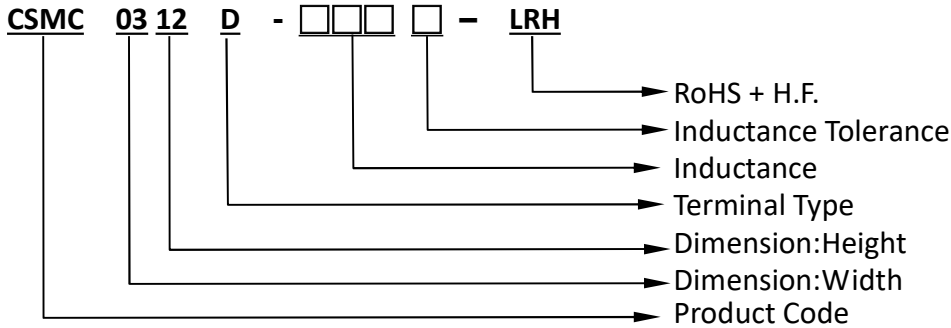 CSMC 03 12 D - □□□ □ – LRH
RoHS + H.F.
Inductance Tolerance
Inductance
Terminal Type
Dimension:Height
Dimension:Width
Product Code